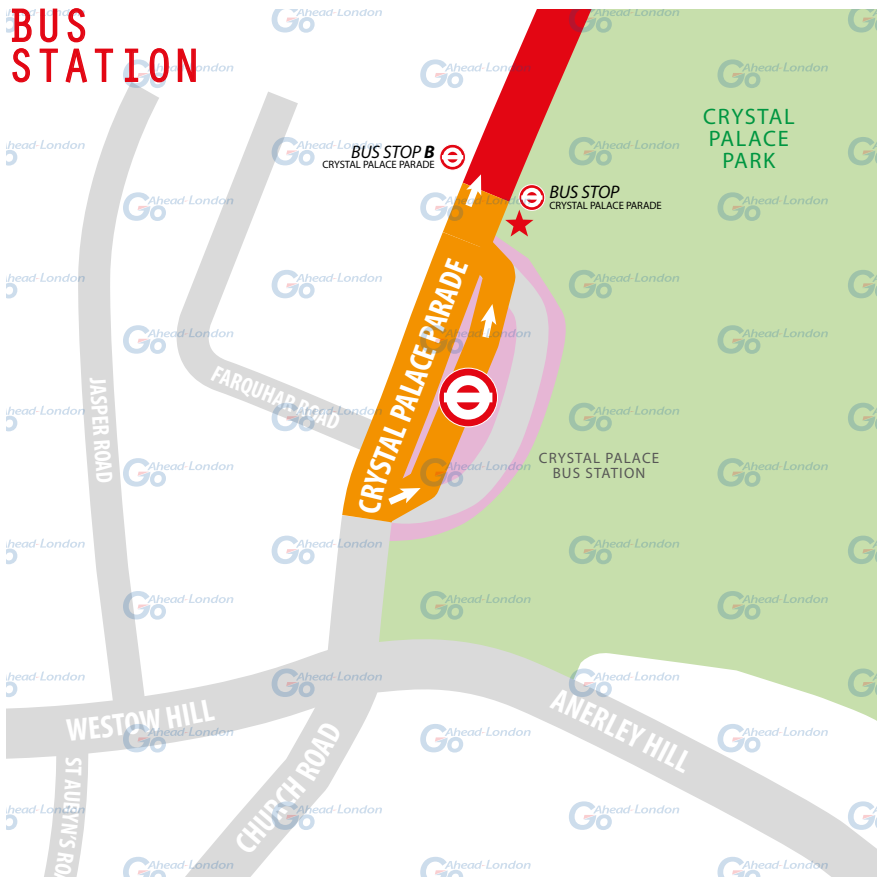 BUS
STATION
CRYSTAL
PALACE
PARK
BUS STOP B
CRYSTAL PALACE PARADE
BUS STOP
CRYSTAL PALACE PARADE
CRYSTAL PALACE PARADE
JASPER ROAD
FARQUHAR ROAD
CRYSTAL PALACE
BUS STATION
WESTOW HILL
ANERLEY HILL
CHURCH ROAD
ST AUBYN'S ROA
Go Ahead-London